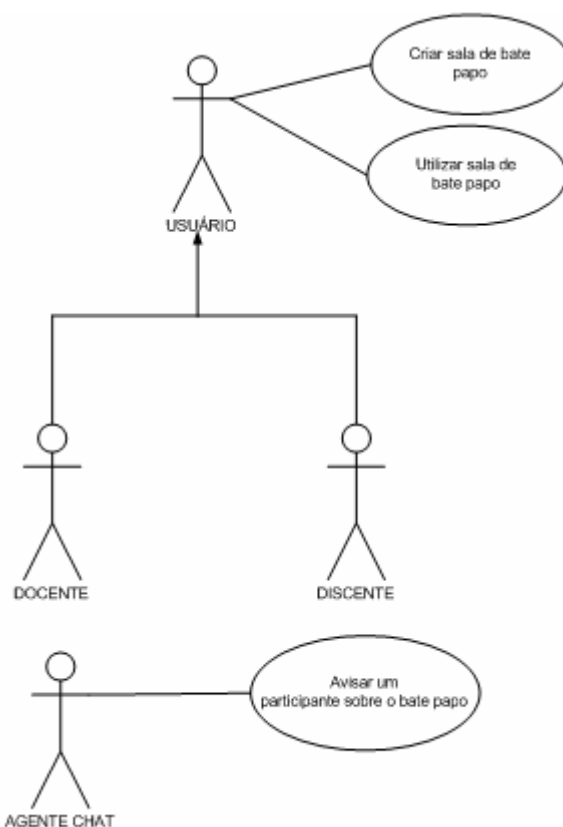 Criar sala de bate
papo
Utilizar sala de
bate papo
USUÁRIO
DOCENTE
DISCENTE
Avisar um
participante sobre o bate papo
AGENTE CHAT